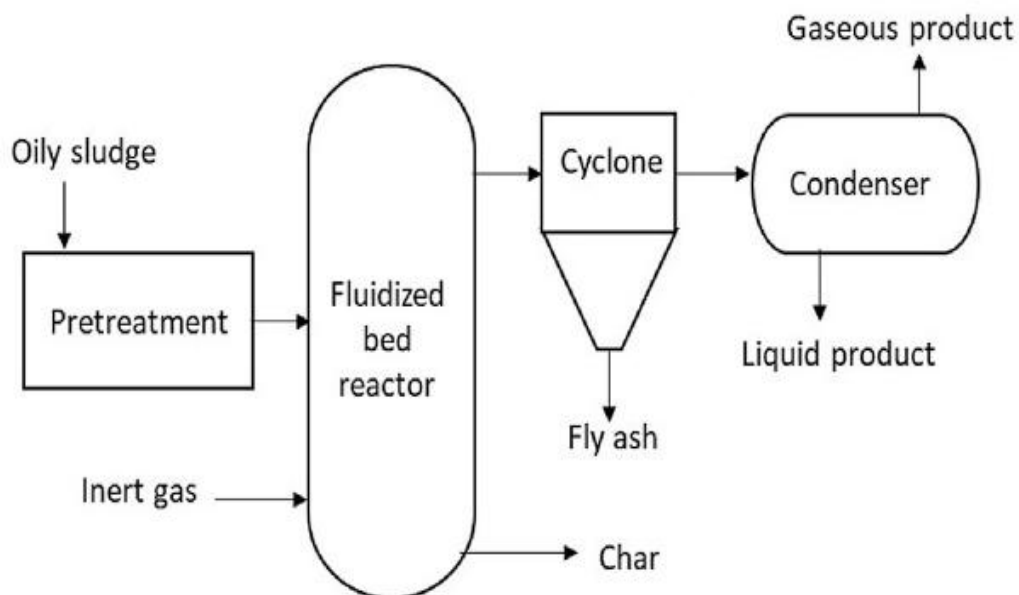 Gaseous product
Oily sludge
Cyclone
Condenser
Pretreatment
Fluidized
bed
reactor
Liquid product
Fly ash
Inert gas
Char